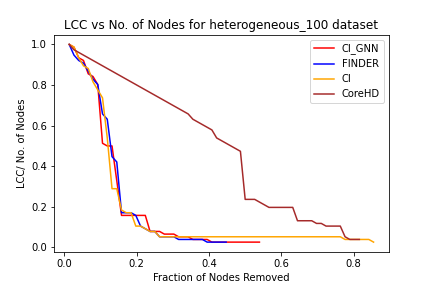 LCC vs No. of Nodes for heterogeneous_100 dataset
CI_GNN
FINDER
CI
CoreHD
LCC/ No. of Nodes
1.0
0.8
0.6
0.4
0.2
0.0
0.0 0.2 0.4 0.6 0.8
Fraction of Nodes Removed